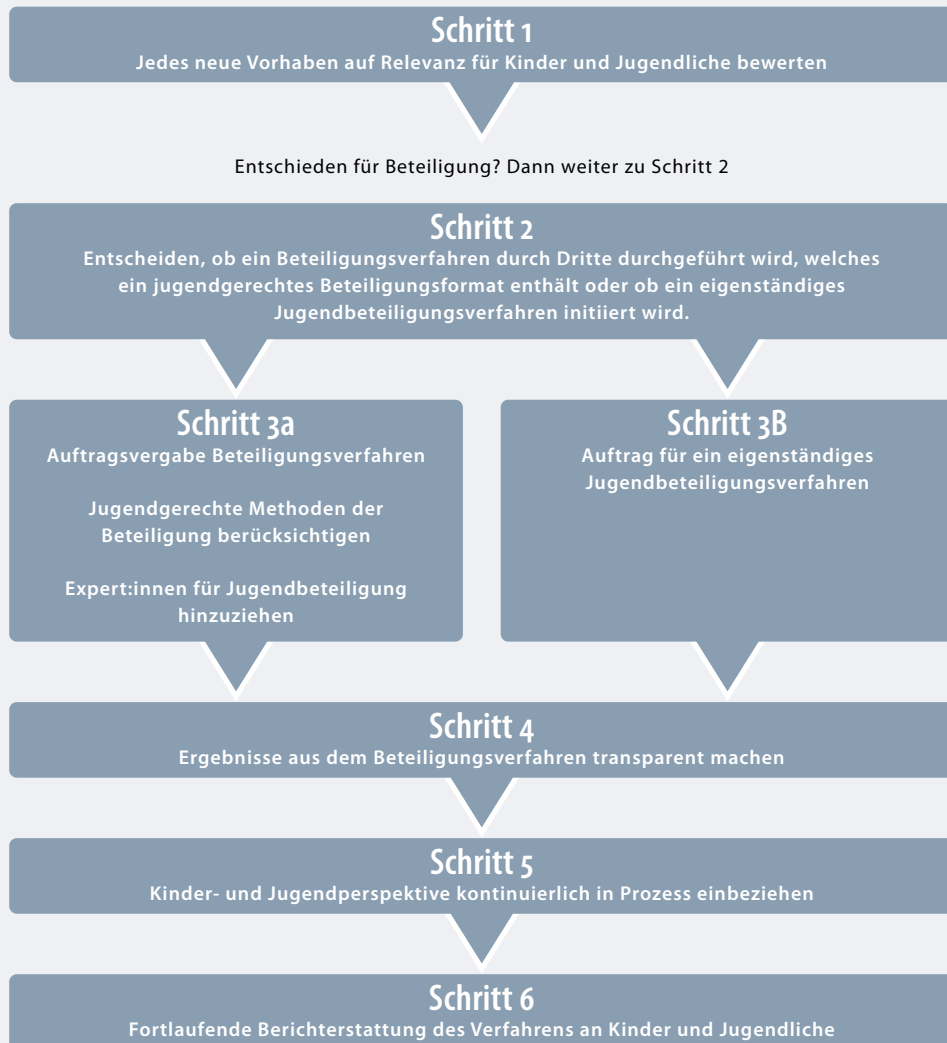 Schritt 1
Jedes neue Vorhaben auf Relevanz für Kinder und Jugendliche bewerten
Entschieden für Beteiligung? Dann weiter zu Schritt 2
Schritt 2
Entscheiden, ob ein Beteiligungsverfahren durch Dritte durchgeführt wird, welches
ein jugendgerechtes Beteiligungsformat enthält oder ob ein eigenständiges
Jugendbeteiligungsverfahren initiiert wird.
Schritt 3a
Auftragsvergabe Beteiligungsverfahren
Jugendgerechte Methoden der
Beteiligung berücksichtigen
Expert:innen für Jugendbeteiligung
hinzuziehen
Schritt 3B
Auftrag für ein eigenständiges
Jugendbeteiligungsverfahren
Schritt 4
Ergebnisse aus dem Beteiligungsverfahren transparent machen
Schritt 5
Kinder- und Jugendperspektive kontinuierlich in Prozess einbeziehen
Schritt 6
Fortlaufende Berichterstattung des Verfahrens an Kinder und Jugendliche